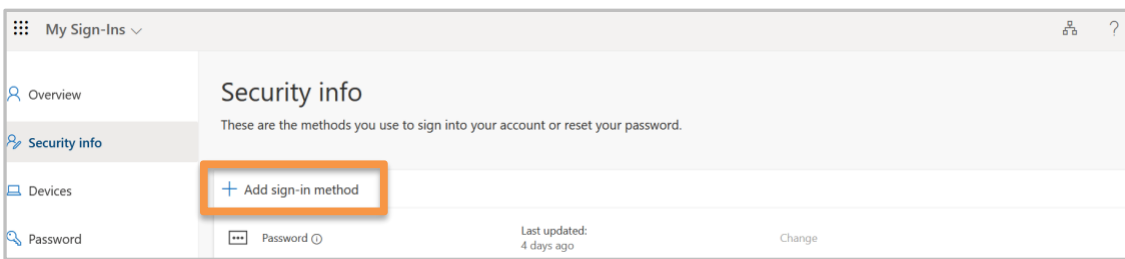 My Sign-Ins
?
Overview
Security info
Devices
Password
Security info
These are the methods you use to sign into your account or reset your password.
+ Add sign-in method
Password
Last updated:
4 days ago
Change